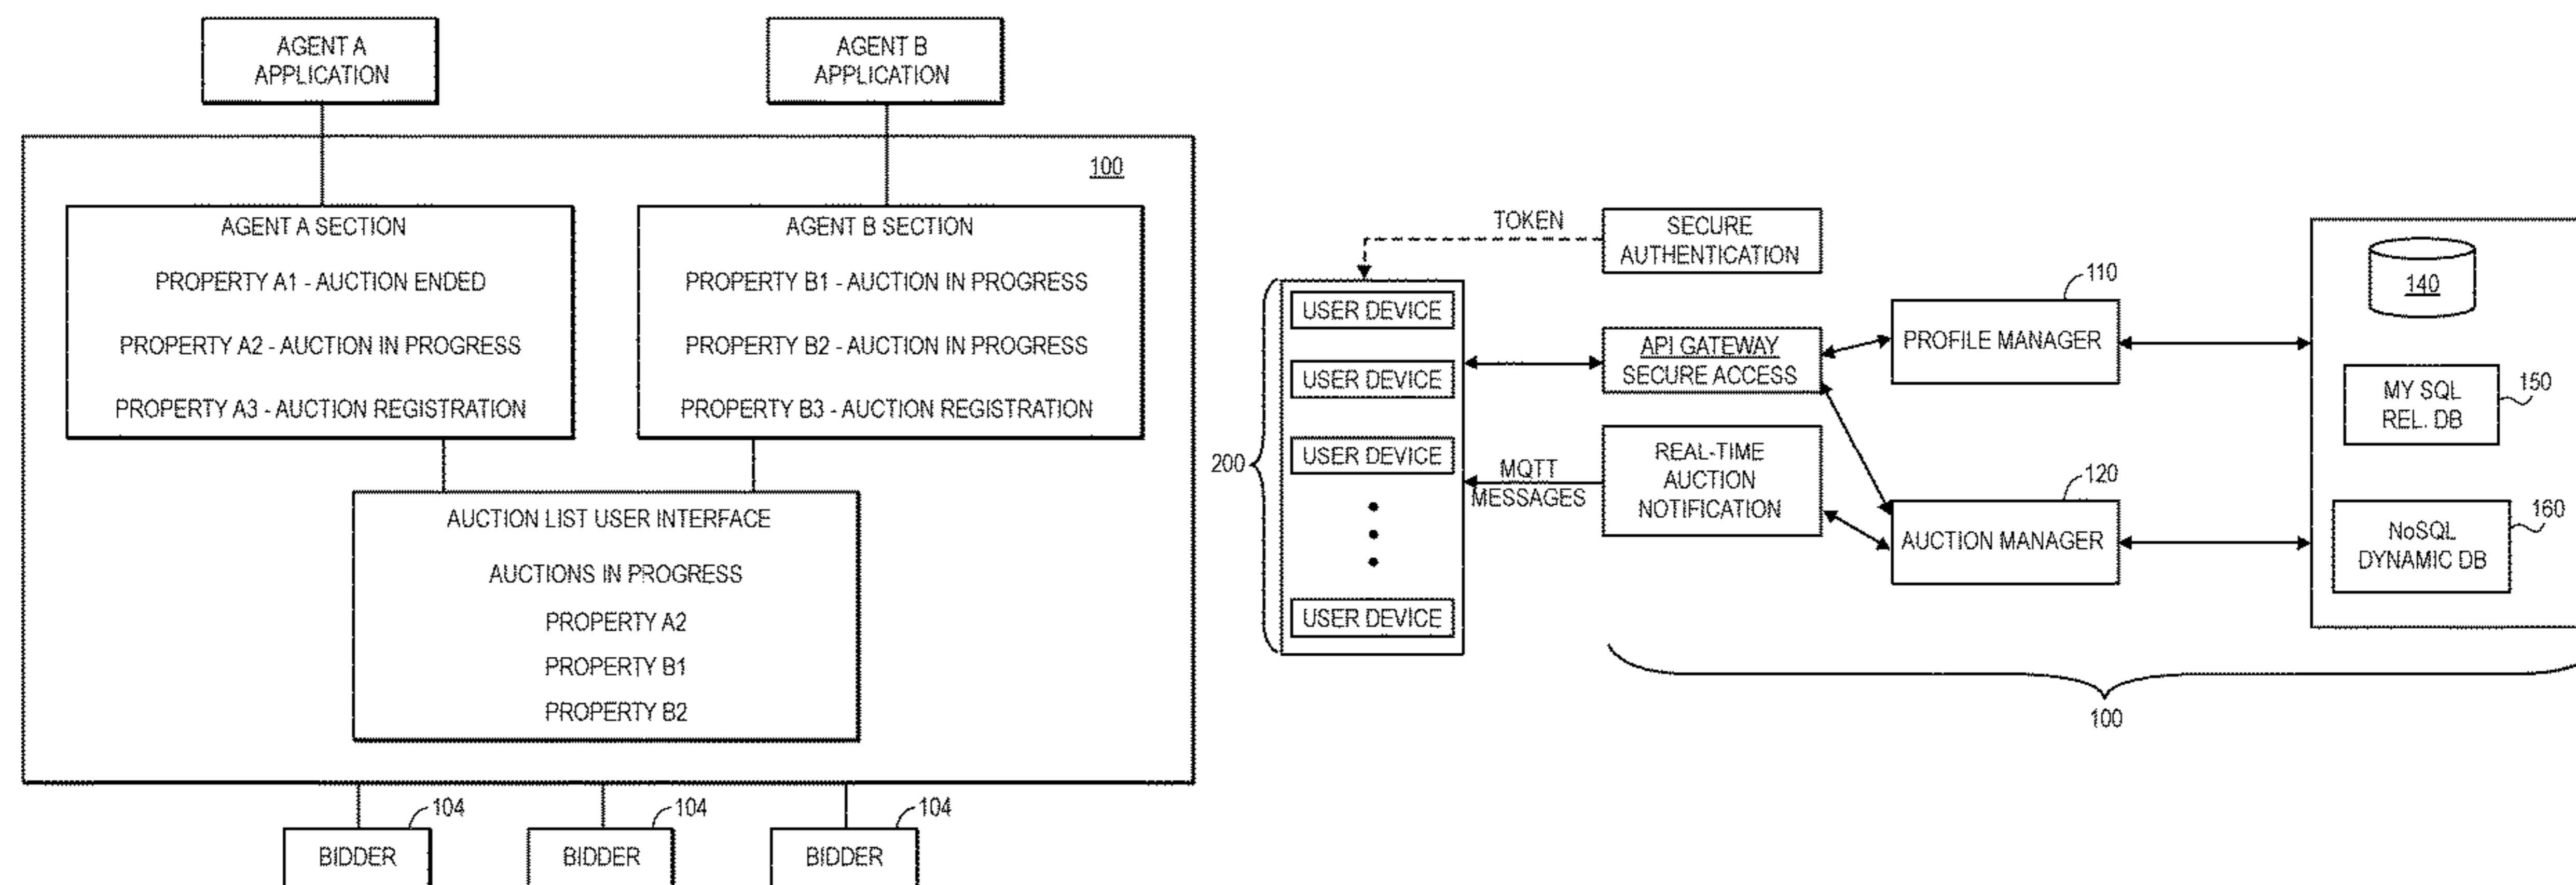 AGENT A
APPLICATION
AGENT B
APPLICATION
100
AGENT A SECTION
PROPERTY A1 - AUCTION ENDED
PROPERTY A2 - AUCTION IN PROGRESS
PROPERTY A3 - AUCTION REGISTRATION
AGENT B SECTION
PROPERTY B1 - AUCTION IN PROGRESS
PROPERTY B2 - AUCTION IN PROGRESS
PROPERTY B3 - AUCTION REGISTRATION
AUCTION LIST USER INTERFACE
AUCTIONS IN PROGRESS
PROPERTY A2
PROPERTY B1
PROPERTY B2
104
104
104
BIDDER
BIDDER
BIDDER
TOKEN
SECURE
AUTHENTICATION
200
USER DEVICE
USER DEVICE
USER DEVICE
USER DEVICE
API GATEWAY
SECURE ACCESS
MQTT
MESSAGES
REAL-TIME
AUCTION
NOTIFICATION
110
PROFILE MANAGER
120
AUCTION MANAGER
140
MY SQL
REL. DB
150
NoSQL
DYNAMIC DB
160
100